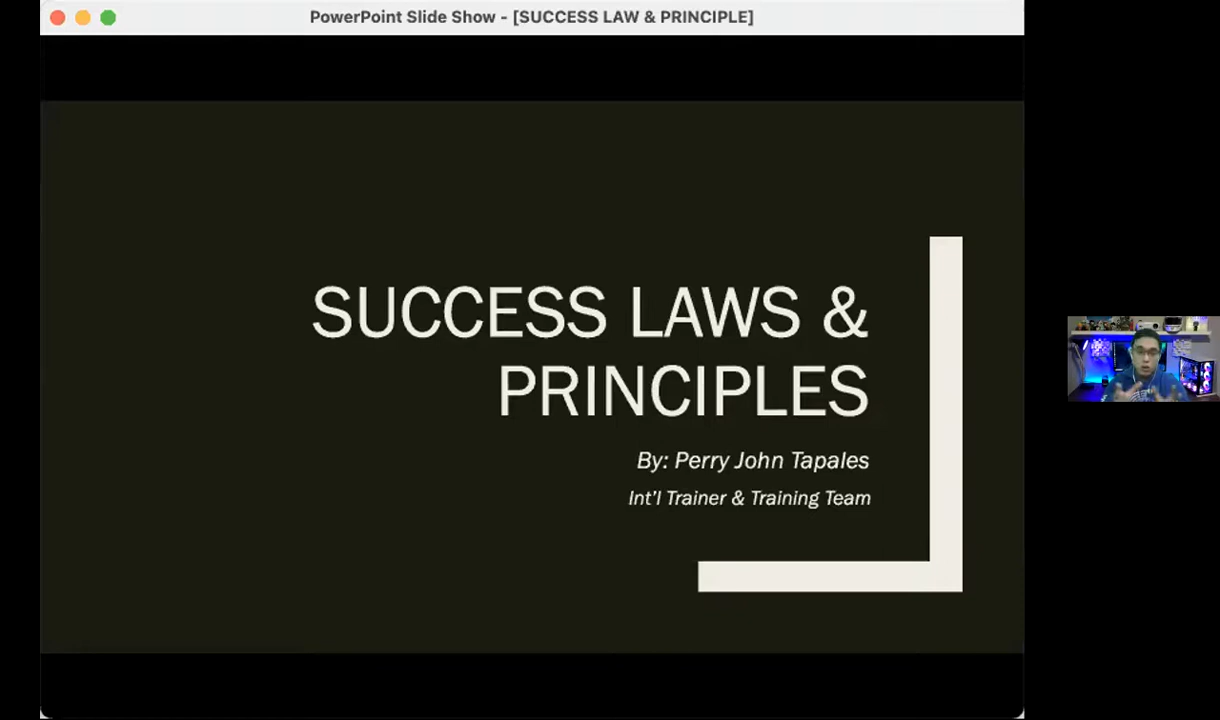 PowerPoint Slide Show - [SUCCESS LAW & PRINCIPLE]
SUCCESS LAWS &
PRINCIPLES
By: Perry John Tapales
Int'l Trainer & Training Team